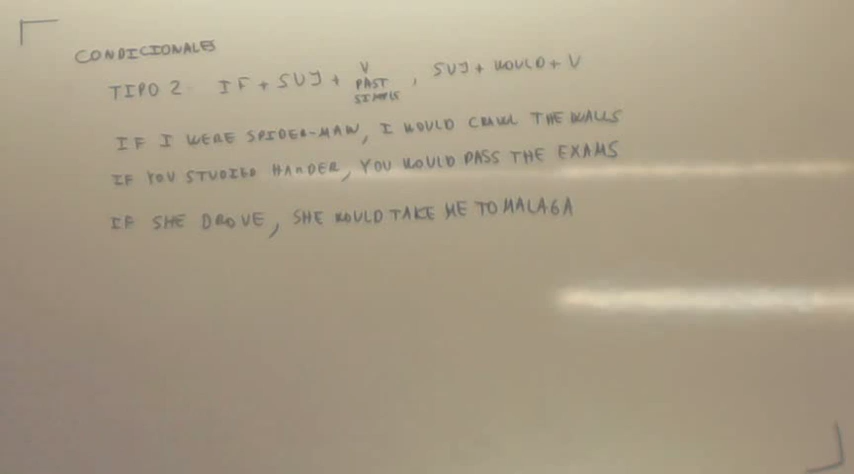 CONDICIONALES
TIPO 2 IF + SUJ + V PAST SIMPLE, SUJ + WOULD + V
IF I WERE SPIDER-MAN, I WOULD CRAWL THE WALLS
IF YOU STUDIED HARDER, YOU WOULD PASS THE EXAMS
IF SHE DROVE, SHE WOULD TAKE ME TO MALAGA